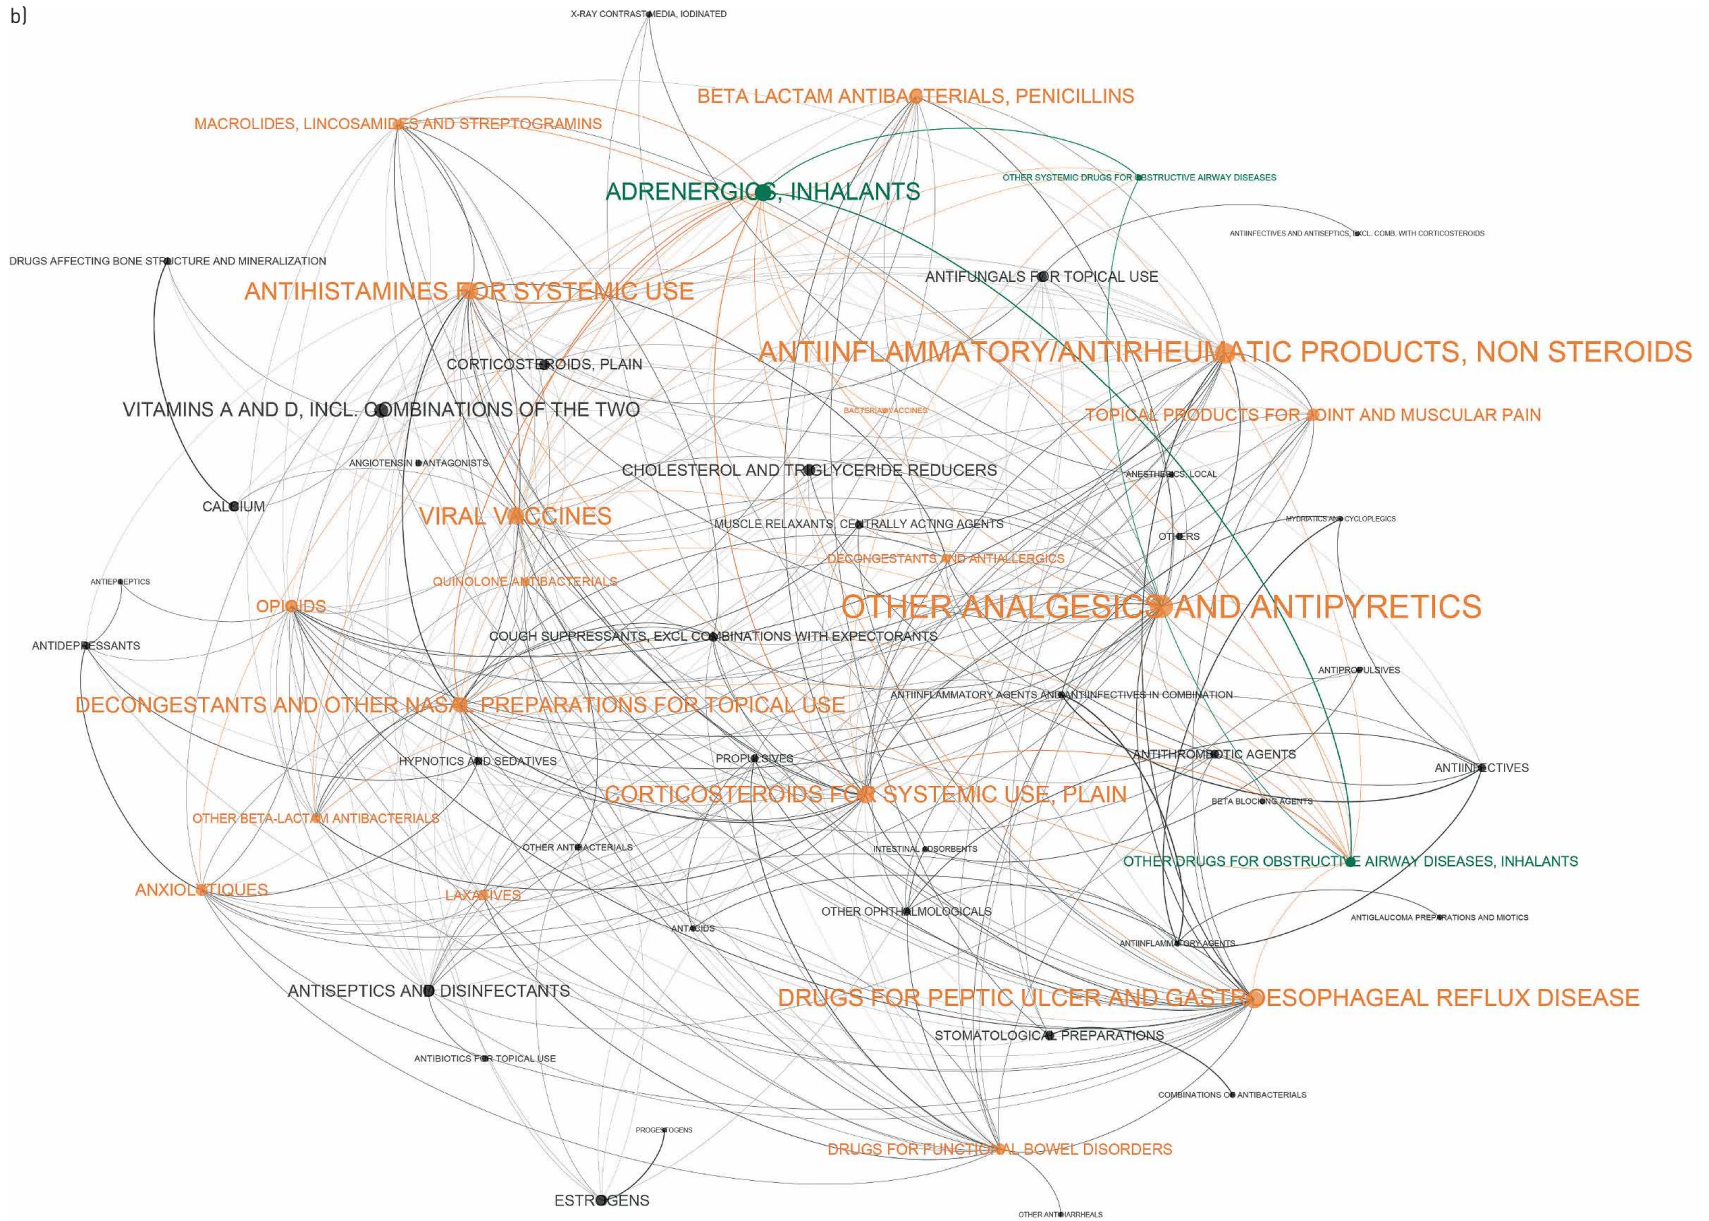 b)
X-RAY CONTRAST MEDIA, IODINATED
BETA LACTAM ANTIBACTERIALS, PENICILLINS
MACROLIDES, LINCOSAMIDES AND STREPTOGRAMINS
OTHER SYSTEMIC DRUGS FOR OBSTRUCTIVE AIRWAY DISEASES
ADRENERGICS, INHALANTS
ANTIINFECTIVES AND ANTISEPTICS, EXCL. COMB. WITH CORTICOSTEROIDS
DRUGS AFFECTING BONE STRUCTURE AND MINERALIZATION
ANTIFUNGALS FOR TOPICAL USE
ANTIHISTAMINES FOR SYSTEMIC USE
ANTIINFLAMMATORY/ANTIRHEUMATIC PRODUCTS, NON STEROIDS
CORTICOSTEROIDS, PLAIN
VITAMINS A AND D, INCL. COMBINATIONS OF THE TWO
BACTERIAL VACCINES
TOPICAL PRODUCTS FOR JOINT AND MUSCULAR PAIN
ANGIOTENSIN II ANTAGONISTS
CHOLESTEROL AND TRIGLYCERIDE REDUCERS
ANESTHETICS, LOCAL
CALCIUM
VIRAL VACCINES
MUSCLE RELAXANTS, CENTRALLY ACTING AGENTS
MYDRIATICS AND CYCLOPLEGICS
OTHERS
DECONGESTANTS AND ANTIALLERGICS
ANTIEPILEPTICS
QUINOLONE ANTIBACTERIALS
OPIOIDS
OTHER ANALGESICS AND ANTIPYRETICS
COUGH SUPPRESSANTS, EXCL COMBINATIONS WITH EXPECTORANTS
ANTIDEPRESSANTS
ANTIPROPULSIVES
ANTIINFLAMMATORY AGENTS AND ANTIINFECTIVES IN COMBINATION
DECONGESTANTS AND OTHER NASAL PREPARATIONS FOR TOPICAL USE
HYPNOTICS AND SEDATIVES
PROPULSIVES
ANTITHROMBOTIC AGENTS
ANTIINFECTIVES
CORTICOSTEROIDS FOR SYSTEMIC USE, PLAIN
BETA BLOCKING AGENTS
OTHER BETA-LACTAM ANTIBACTERIALS
OTHER ANTIBACTERIALS
INTESTINAL ADSORBENTS
OTHER DRUGS FOR OBSTRUCTIVE AIRWAY DISEASES, INHALANTS
ANXIOLYTIQUES
LAXATIVES
OTHER OPHTHALMOLOGICALS
ANTIGLAUCOMA PREPARATIONS AND MIOTICS
ANTACIDS
ANTIINFLAMMATORY AGENTS
ANTISEPTICS AND DISINFECTANTS
DRUGS FOR PEPTIC ULCER AND GASTROESOPHAGEAL REFLUX DISEASE
STOMATOLOGICAL PREPARATIONS
ANTIBIOTICS FOR TOPICAL USE
COMBINATIONS OF ANTIBACTERIALS
PROGESTOGENS
DRUGS FOR FUNCTIONAL BOWEL DISORDERS
ESTROGENS
OTHER ANTIDIARRHEALS